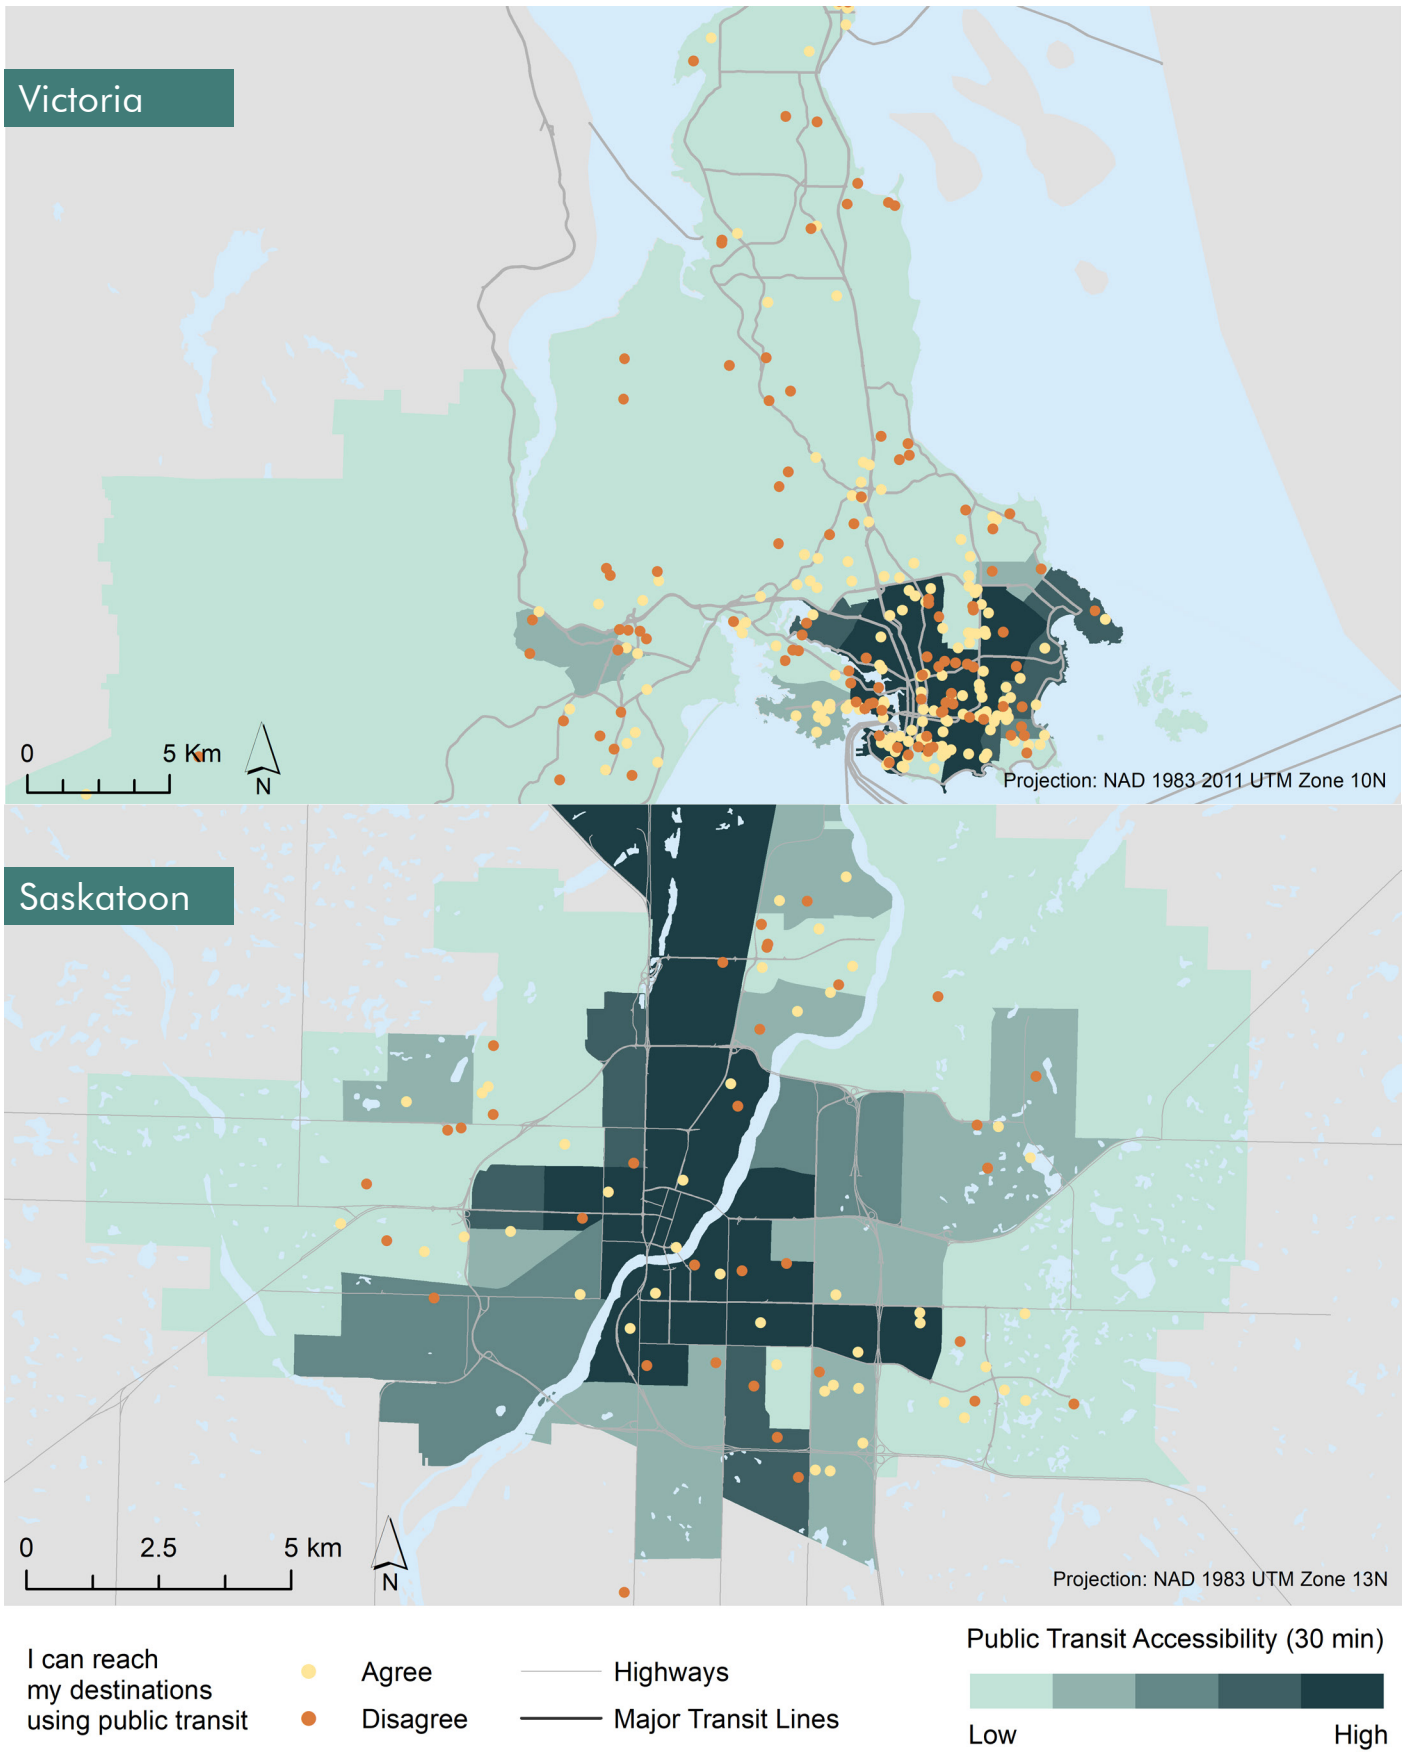 Victoria
0 5 Km
N
Projection: NAD 1983 2011 UTM Zone 10N
Saskatoon
0 2.5 5 km
N
Projection: NAD 1983 UTM Zone 13N
I can reach
my destinations
using public transit
Agree
Disagree
Highways
Major Transit Lines
Public Transit Accessibility (30 min)
Low High